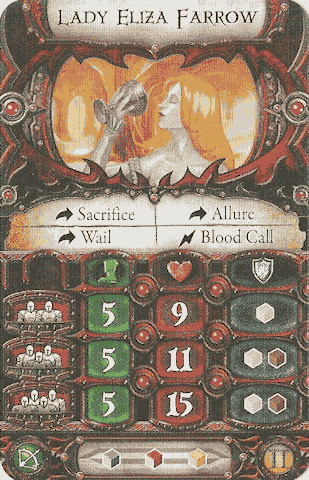 LADY ELIZA FARROW
Sacrifice Allure
Wail Blood Call
5 9
5 11
5 15
II